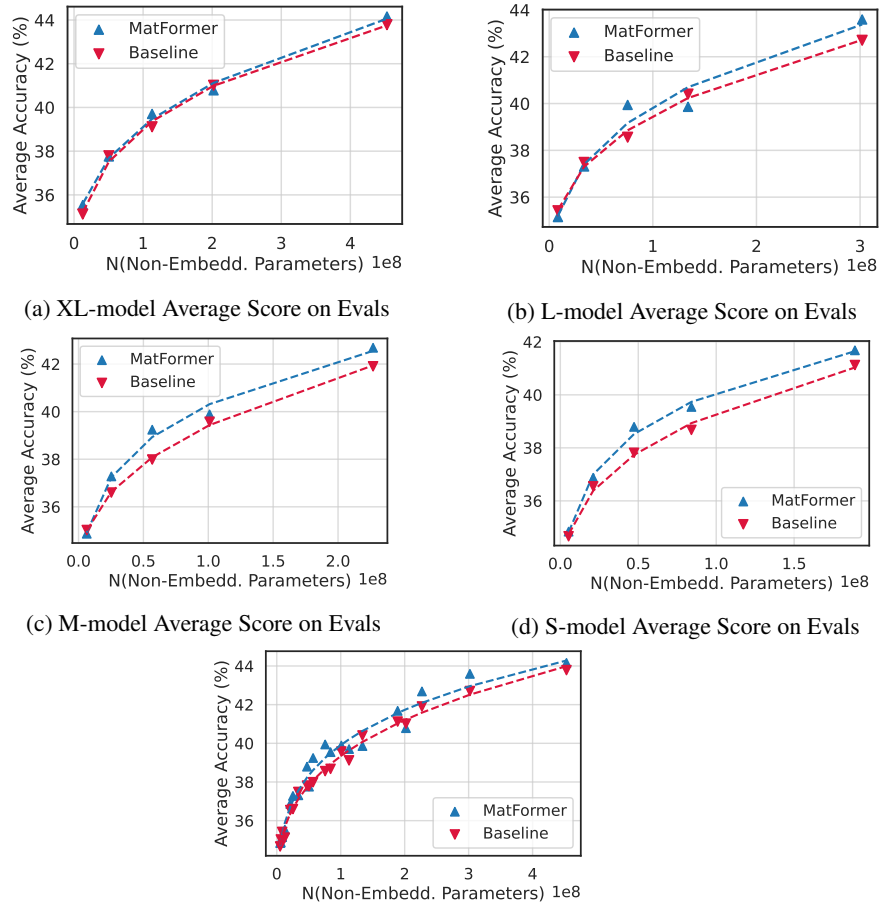 44
42
40
38
36
Average Accuracy (%)
MatFormer
Baseline
0 1 2 3 4
N(Non-Embedd. Parameters) 1e8
(a) XL-model Average Score on Evals
44
42
40
38
36
Average Accuracy (%)
MatFormer
Baseline
0 1 2 3
N(Non-Embedd. Parameters) 1e8
(b) L-model Average Score on Evals
42
40
38
36
Average Accuracy (%)
MatFormer
Baseline
0.0 0.5 1.0 1.5 2.0
N(Non-Embedd. Parameters) 1e8
(c) M-model Average Score on Evals
42
40
38
36
Average Accuracy (%)
MatFormer
Baseline
0.0 0.5 1.0 1.5
N(Non-Embedd. Parameters) 1e8
(d) S-model Average Score on Evals
44
42
40
38
36
Average Accuracy (%)
MatFormer
Baseline
0 1 2 3 4
N(Non-Embedd. Parameters) 1e8